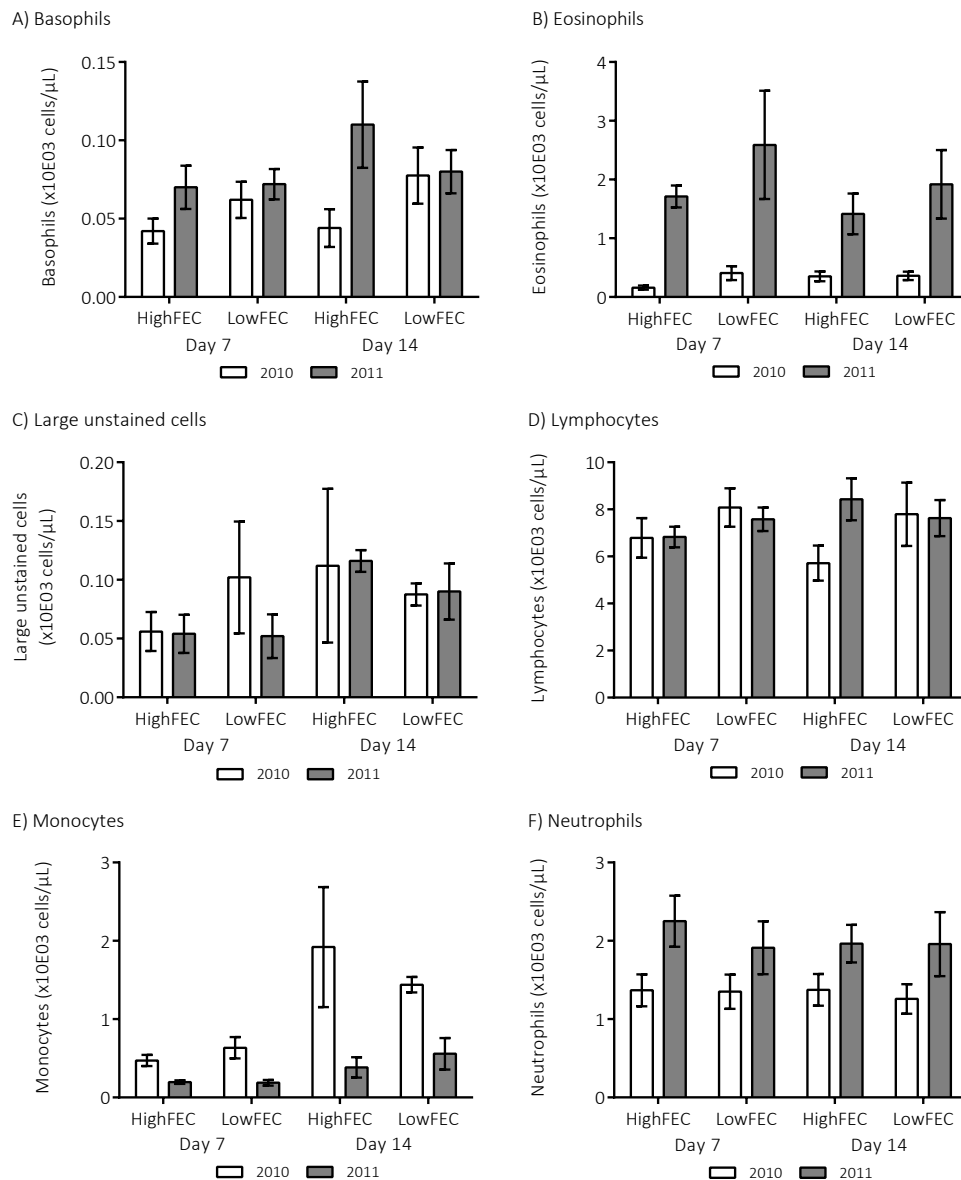 A) Basophils
Basophils (x10E03 cells/µL)
0.15
0.10
0.05
0.00
HighFEC LowFEC HighFEC LowFEC
Day 7 Day 14
2010 2011
B) Eosinophils
Eosinophils (x10E03 cells/µL)
4
3
2
1
0
HighFEC LowFEC HighFEC LowFEC
Day 7 Day 14
2010 2011
C) Large unstained cells
Large unstained cells
(x10E03 cells/µL)
0.20
0.15
0.10
0.05
0.00
HighFEC LowFEC HighFEC LowFEC
Day 7 Day 14
2010 2011
D) Lymphocytes
Lymphocytes (x10E03 cells/µL)
10
8
6
4
2
0
HighFEC LowFEC HighFEC LowFEC
Day 7 Day 14
2010 2011
E) Monocytes
Monocytes (x10E03 cells/µL)
3
2
1
0
HighFEC LowFEC HighFEC LowFEC
Day 7 Day 14
2010 2011
F) Neutrophils
Neutrophils (x10E03 cells/µL)
3
2
1
0
HighFEC LowFEC HighFEC LowFEC
Day 7 Day 14
2010 2011